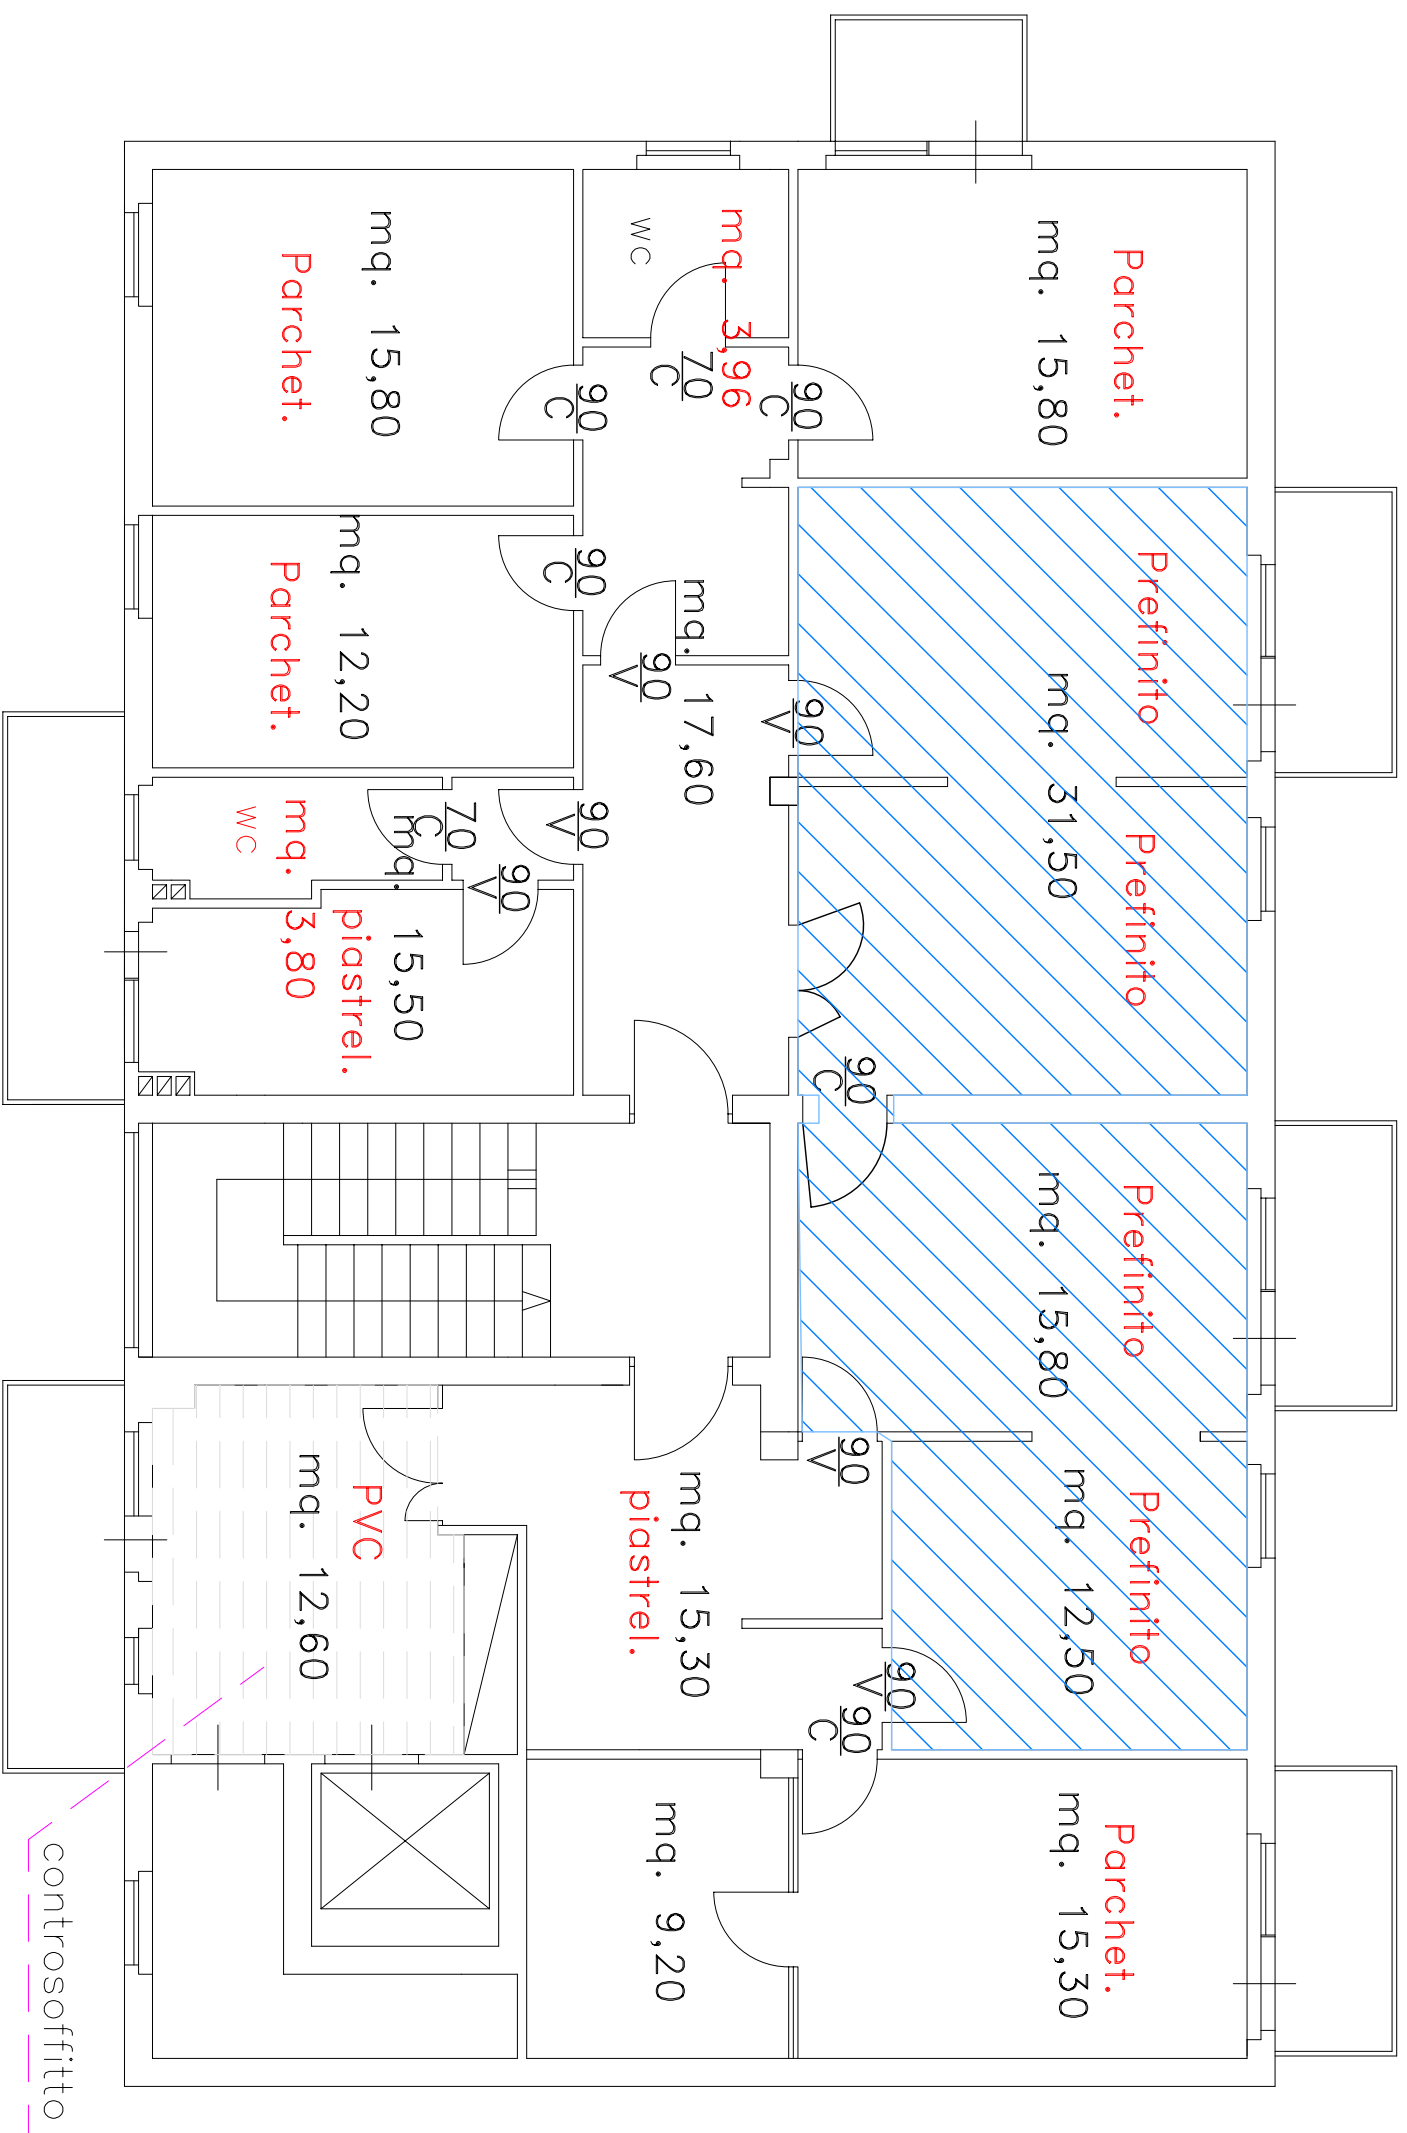 Parchet.
mq. 15,80
mq. 3,96
WC
70
C
90
C
90
C
Parchet.
mq. 15,80
Prefinito
mq. 31,50
Prefinito
90
V
mq. 17,60
90
V
90
C
mq. 12,20
Parchet.
90
V
70
C
90
V
mq. 3,80
WC
mq. 15,50
piastrel.
90
C
Prefinito
mq. 15,80
90
V
Prefinito
mq. 12,50
90
V
90
C
mq. 15,30
piastrel.
PVC
mq. 12,60
Parchet.
mq. 15,30
mq. 9,20
controsoffitto